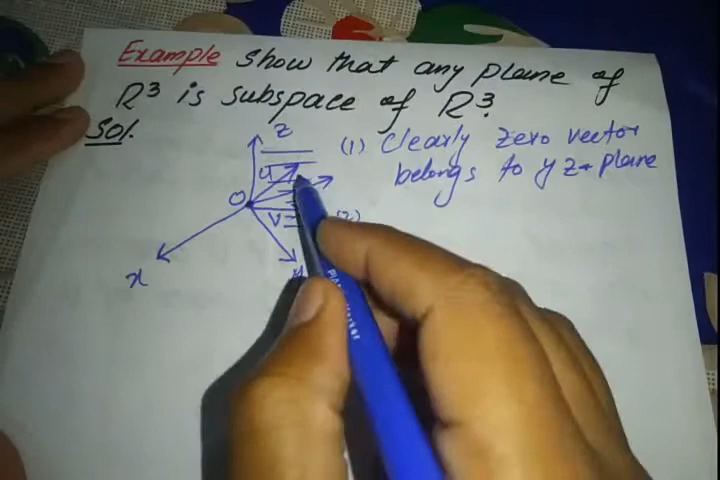 Example Show that any plane of
R³ is subspace of R³?
Sol.
z
(1) Clearly zero vector
belongs to yz-plane
U
O
V
(2)
x
y